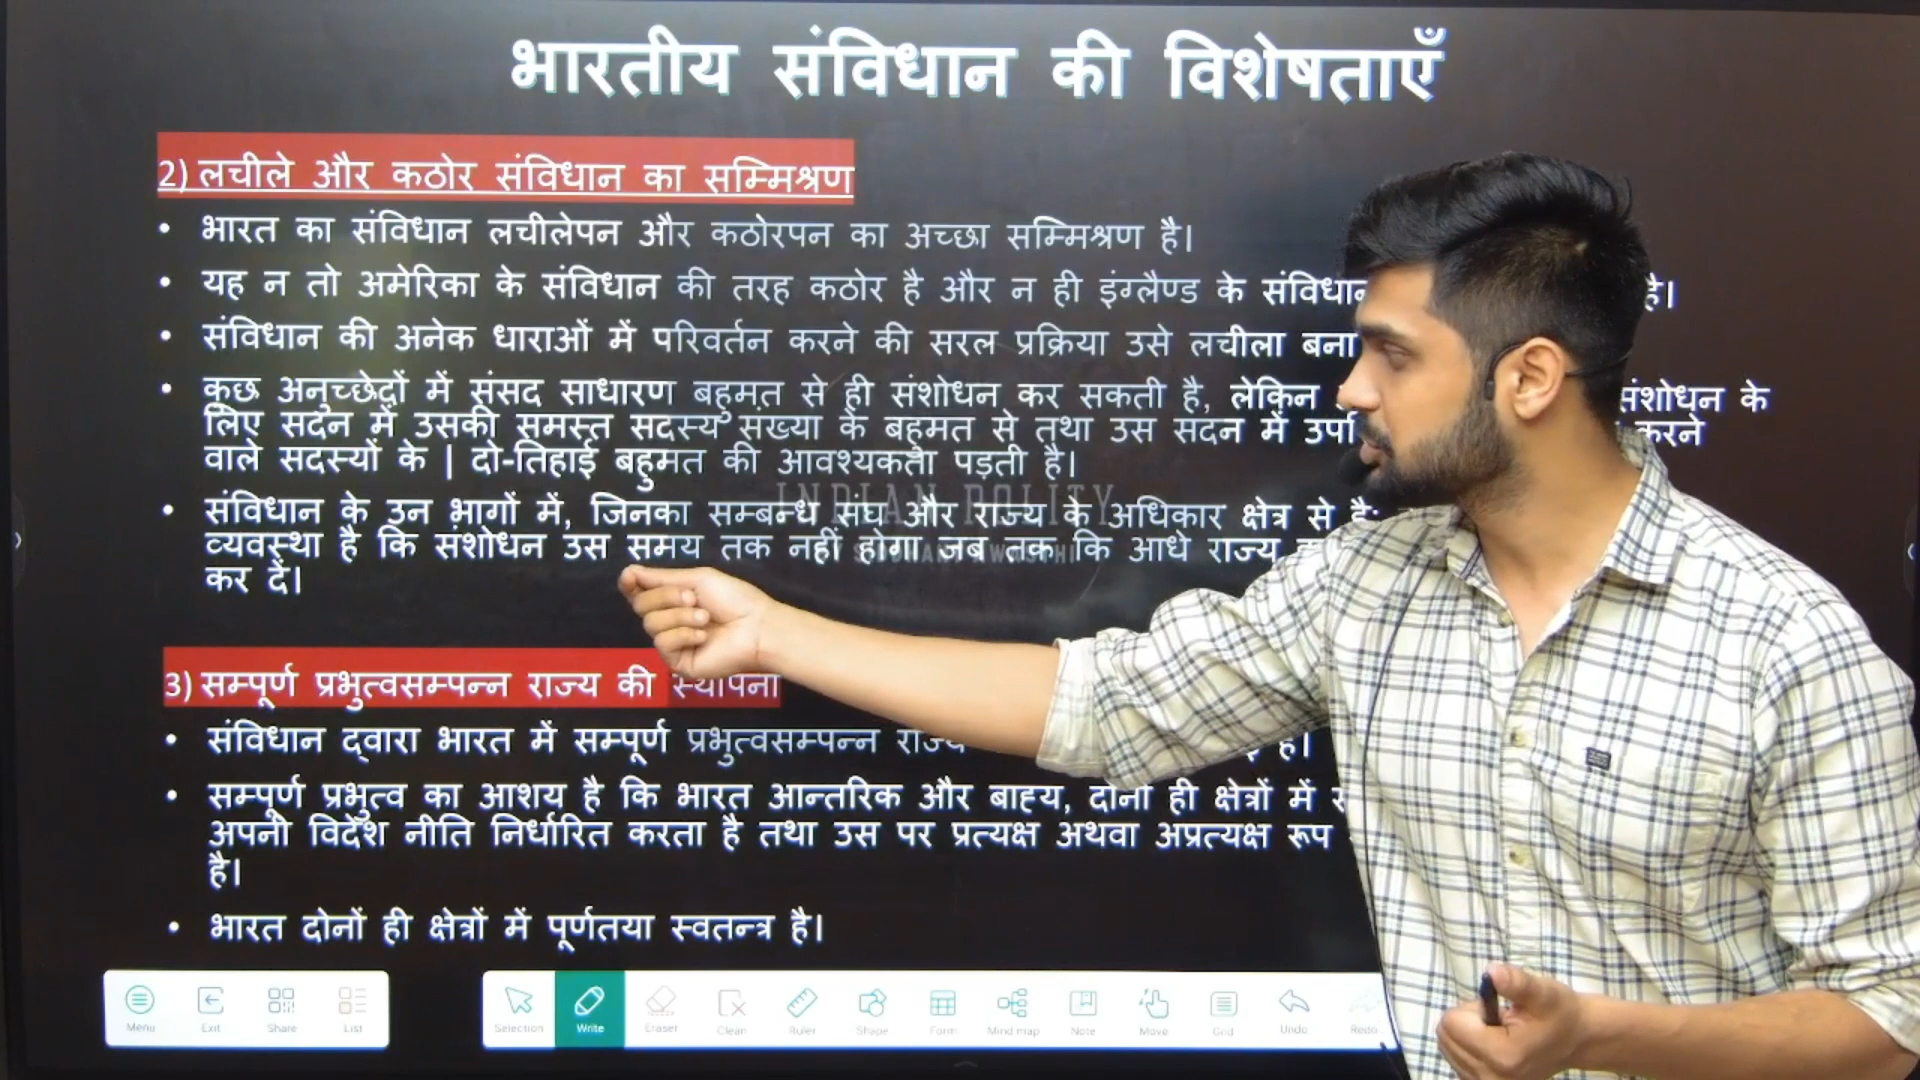 भारतीय संविधान की विशेषताएँ
2) लचीले और कठोर संविधान का सम्मिश्रण
• भारत का संविधान लचीलेपन और कठोरपन का अच्छा सम्मिश्रण है।
• यह न तो अमेरिका के संविधान की तरह कठोर है और न ही इंग्लैण्ड के है।
• संविधान की अनेक धाराओं में परिवर्तन करने की सरल प्रक्रिया उसे लचीला बना
• कुछ अनुच्छेदों में संसद साधारण बहुमत से ही संशोधन कर सकती है, लेकिन संशोधन के
लिए सदन में उसकी समस्त सदस्य संख्या के बहुमत से तथा उस सदन में करने
वाले सदस्यों के | दो-तिहाई बहुमत की आवश्यकता पड़ती है।
INDIAN POLITY
• संविधान के उन भागों में, जिनका सम्बन्ध संघ और राज्य के अधिकार क्षेत्र से है;
व्यवस्था है कि संशोधन उस समय तक नहीं होगा जब तक कि आधे राज्य
कर दें।
3) सम्पूर्ण प्रभुत्वसम्पन्न राज्य की स्थापना
• संविधान द्वारा भारत में सम्पूर्ण प्रभुत्वसम्पन्न राज्य है।
• सम्पूर्ण प्रभुत्व का आशय है कि भारत आन्तरिक और बाह्य, दोनों ही क्षेत्रों में
अपनी विदेश नीति निर्धारित करता है तथा उस पर प्रत्यक्ष अथवा अप्रत्यक्ष रूप
है।
• भारत दोनों ही क्षेत्रों में पूर्णतया स्वतन्त्र है।
Menu Exit Share List Selection Write Eraser Clean Ruler Shape Form Mind map Note Move Grid Undo Redo